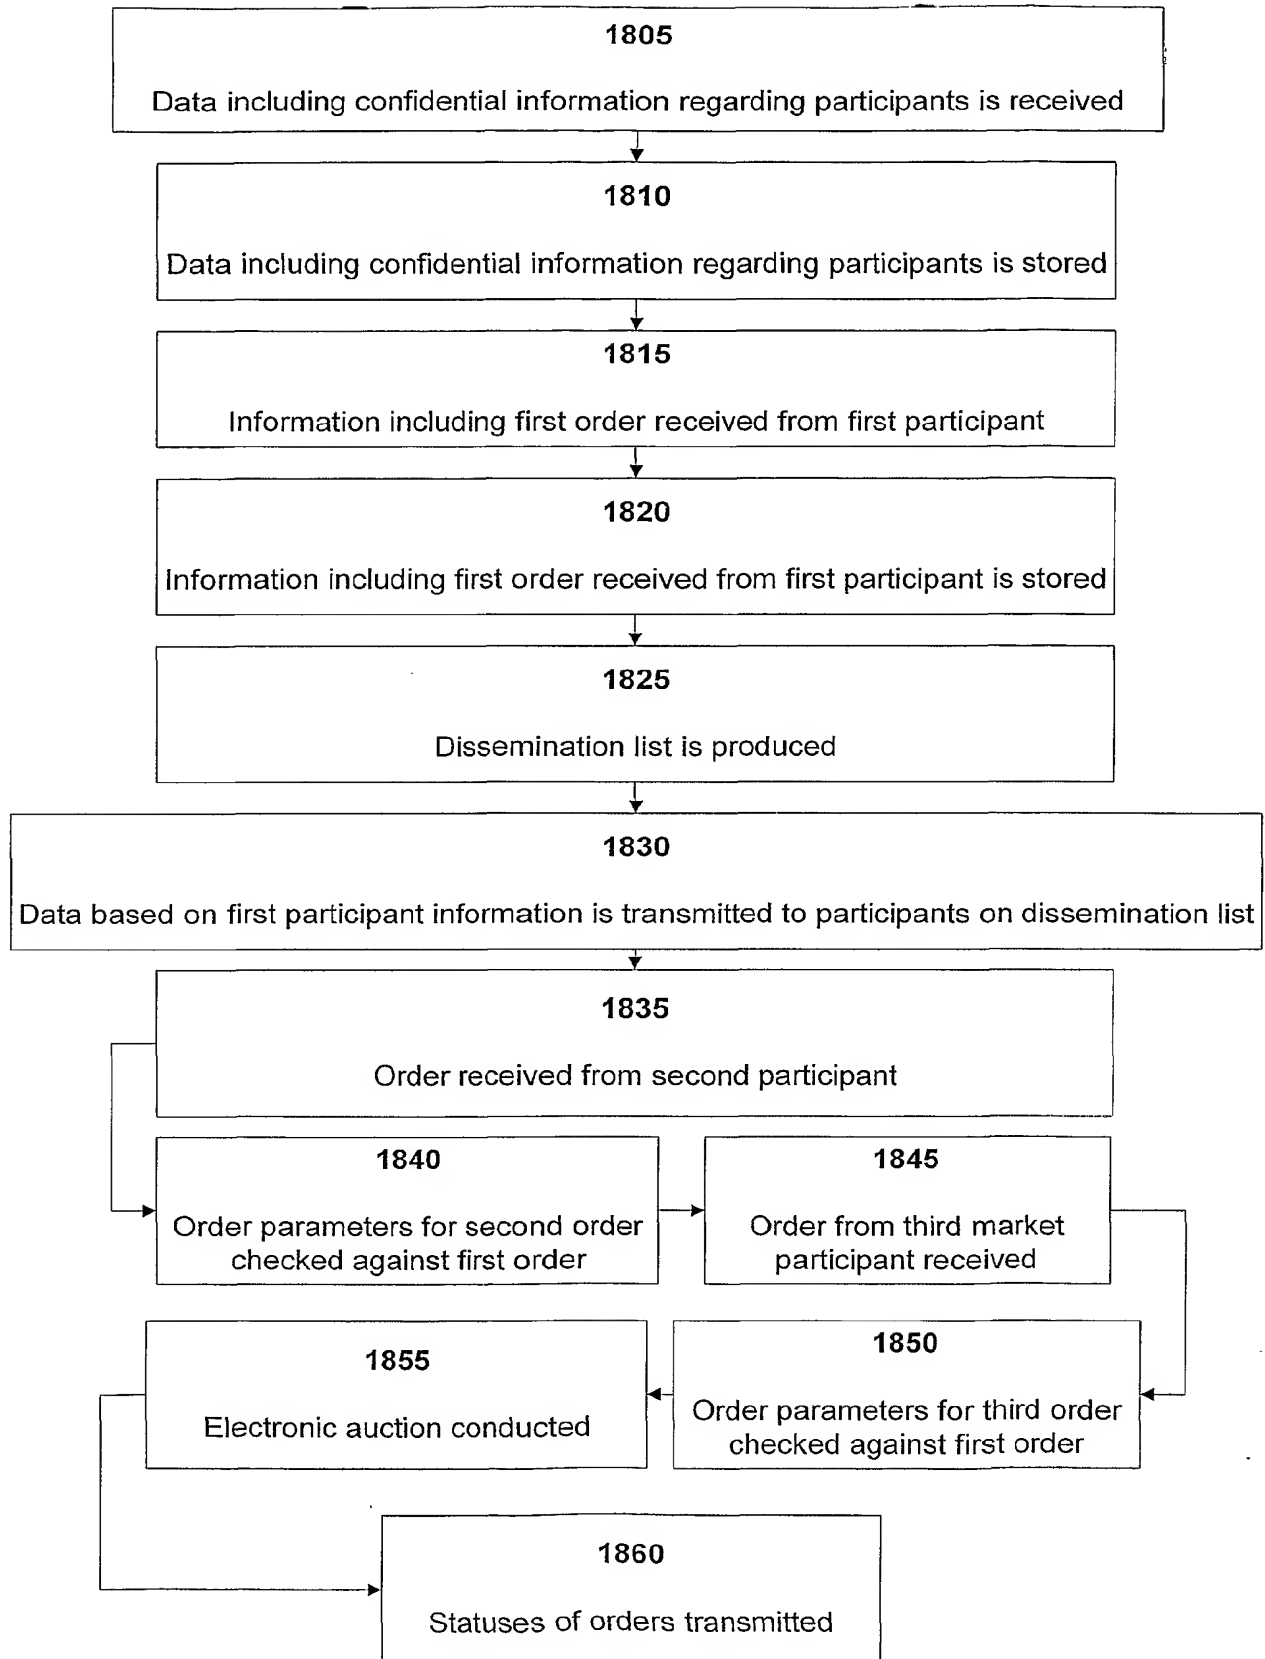 1805
Data including confidential information regarding participants is received
1810
Data including confidential information regarding participants is stored
1815
Information including first order received from first participant
1820
Information including first order received from first participant is stored
1825
Dissemination list is produced
1830
Data based on first participant information is transmitted to participants on dissemination list
1835
Order received from second participant
1840
Order parameters for second order
checked against first order
1845
Order from third market
participant received
1850
Order parameters for third order
checked against first order
1855
Electronic auction conducted
1860
Statuses of orders transmitted